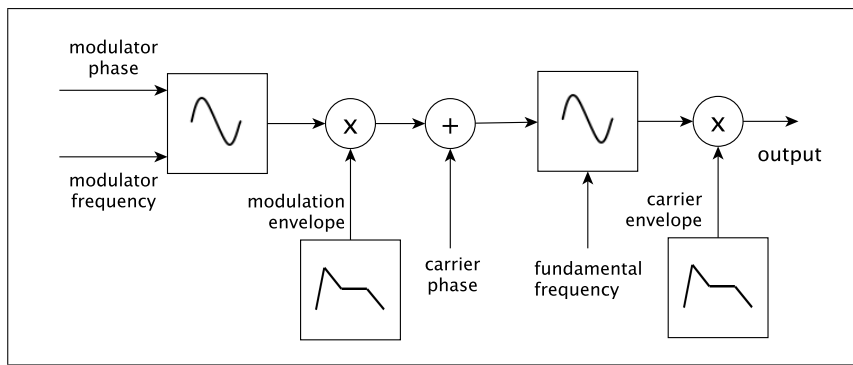 modulator
phase
modulator
frequency
x
modulation
envelope
+
carrier
phase
fundamental
frequency
x
carrier
envelope
output